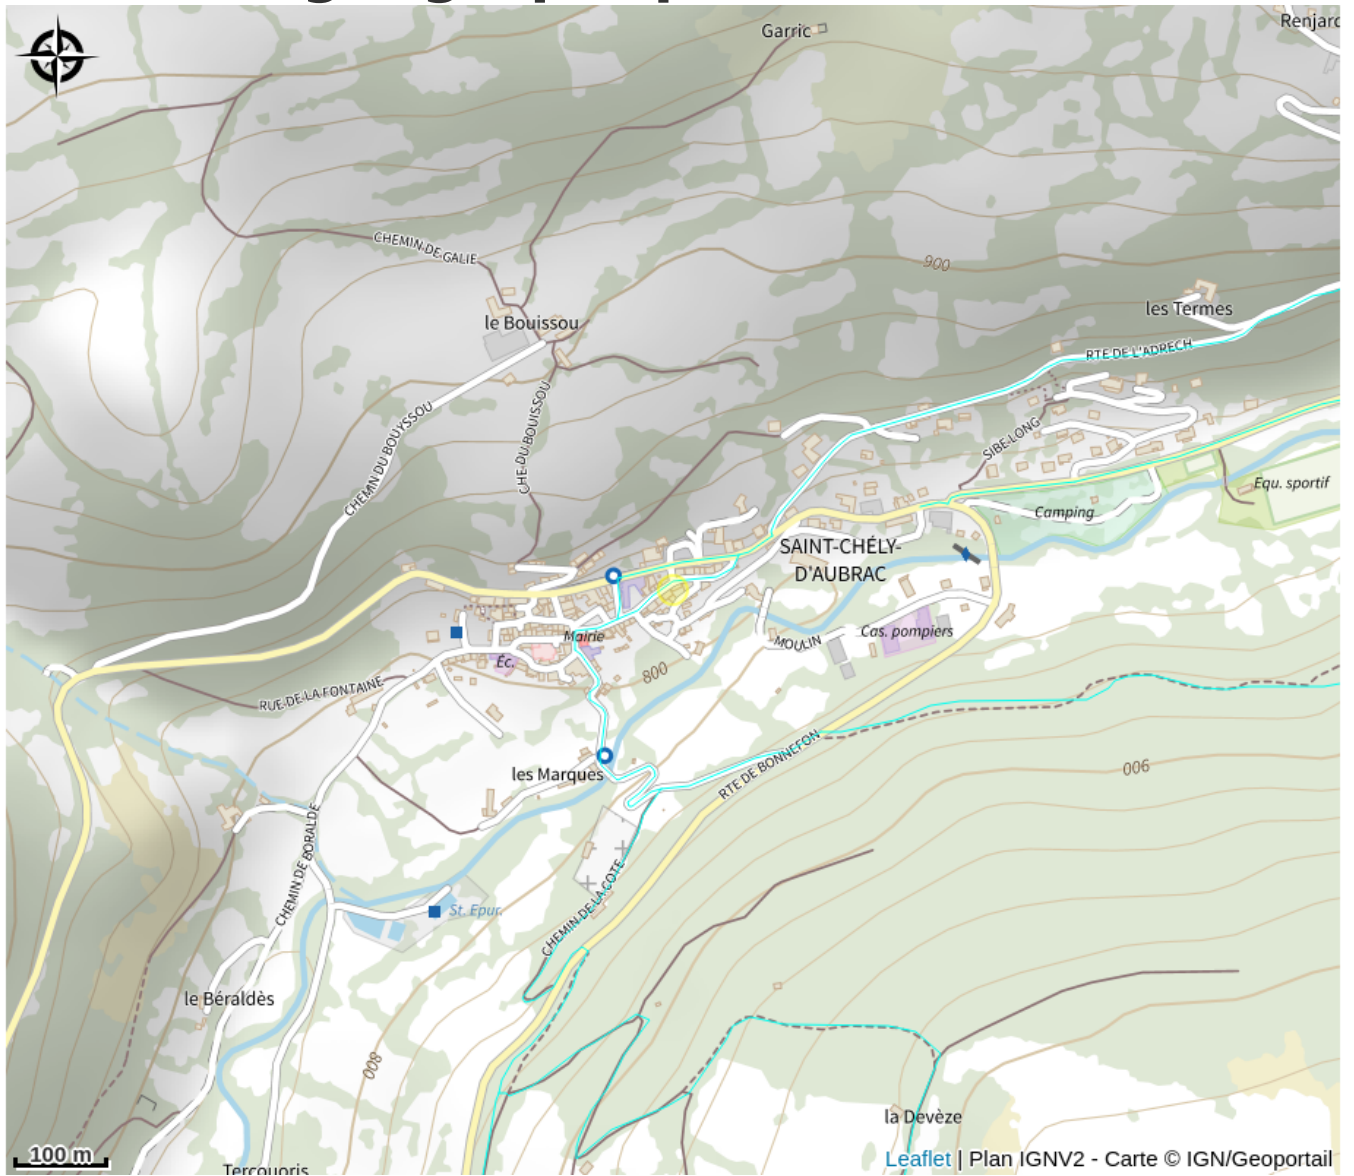 Garric
Renjard
CHEMIN DE GALIE
900
le Bouissou
les Termes
RTE DE L'ADRECH
CHEMIN DU BOUYSSOU
CHE DU BOUISSOU
SIBE-LONG
Equ. sportif
Camping
SAINT-CHÉLY-
D'AUBRAC
Mairie
Cas. pompiers
MOULIN
Éc.
800
RUE DE LA FONTAINE
RTE DE BONNEFON
900
les Marques
CHEMIN DE BORALDE
CHEMIN DE LA COTE
St. Epur.
le Béraldès
800
la Devèze
100 m
Tercouoris
Leaflet | Plan IGNV2 - Carte © IGN/Geoportail